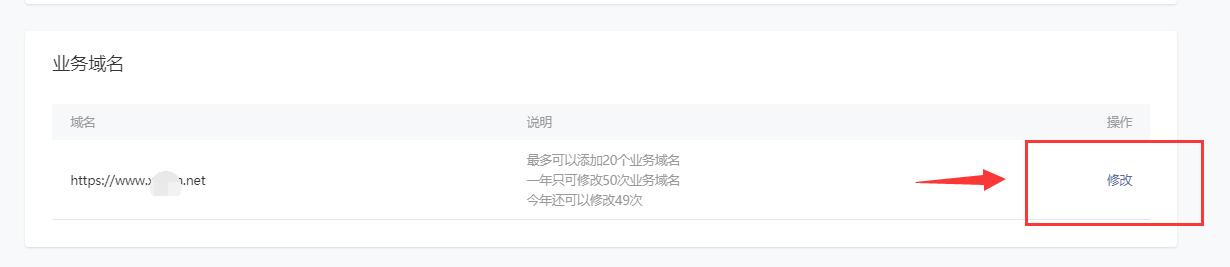 业务域名
域名 说明 操作
https://www. .net
最多可以添加20个业务域名
一年只可修改50次业务域名
今年还可以修改49次
修改